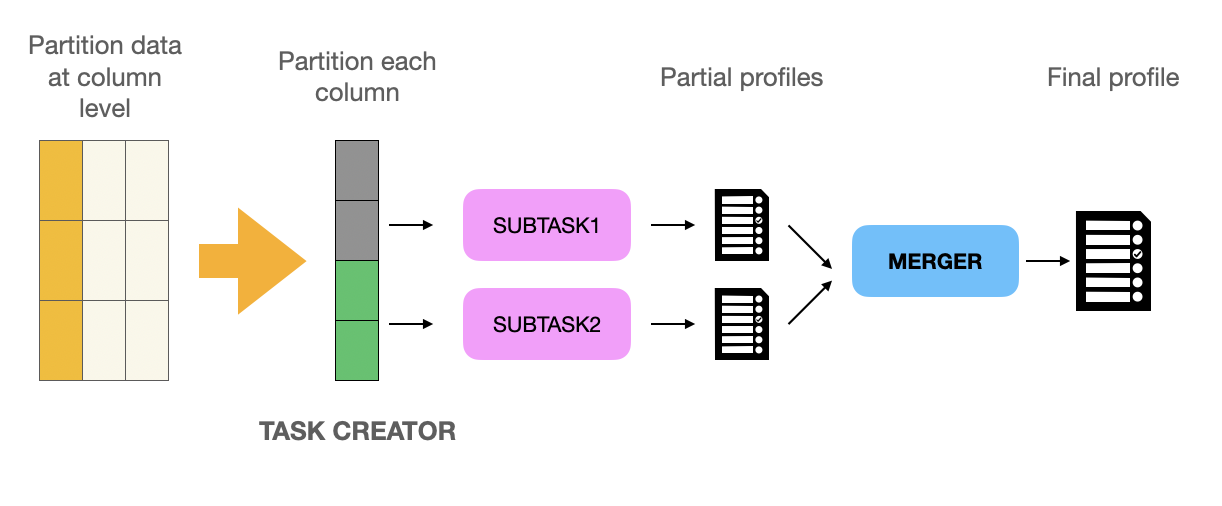 Partition data
at column
level
Partition each
column
Partial profiles
Final profile
SUBTASK1
SUBTASK2
MERGER
TASK CREATOR